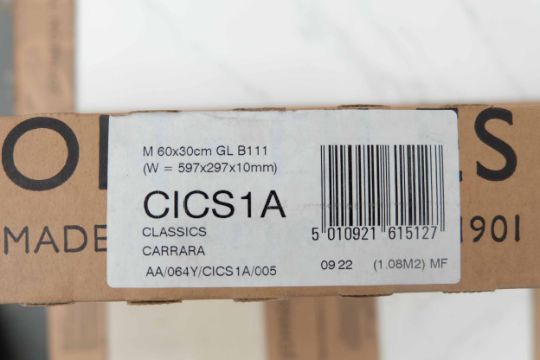 M 60x30cm GL B111
(W = 597x297x10mm)
CICS1A
CLASSICS
CARRARA
AA/064Y/CICS1A/005
5 010921 615127
09 22 (1.08M2) MF
MADE
1901